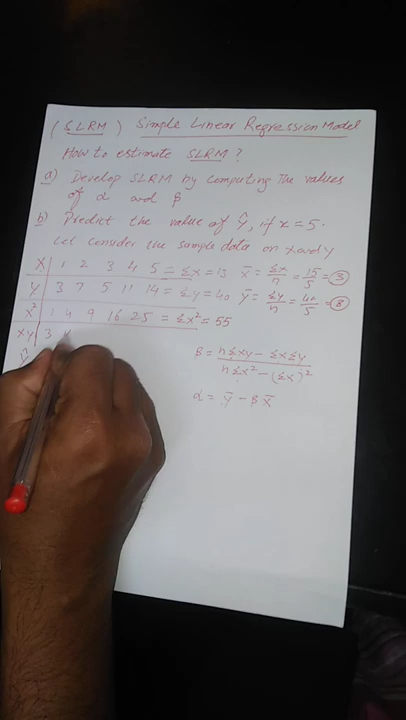 (SLRM) Simple Linear Regression Model
How to estimate SLRM?
a) Develop SLRM by computing the values
of α and β
b) Predict the value of Ŷ, if x = 5.
Let consider the sample data on x and y
X 1 2 3 4 5 = Σx = 15 x̄ = Σx/n = 15/5 = 3
Y 3 7 5 11 14 = Σy = 40 ȳ = Σy/n = 40/5 = 8
X² 1 4 9 16 25 = Σx² = 55
XY 3
β = nΣxy - ΣxΣy / nΣx² - (Σx)²
α = ȳ - βx̄